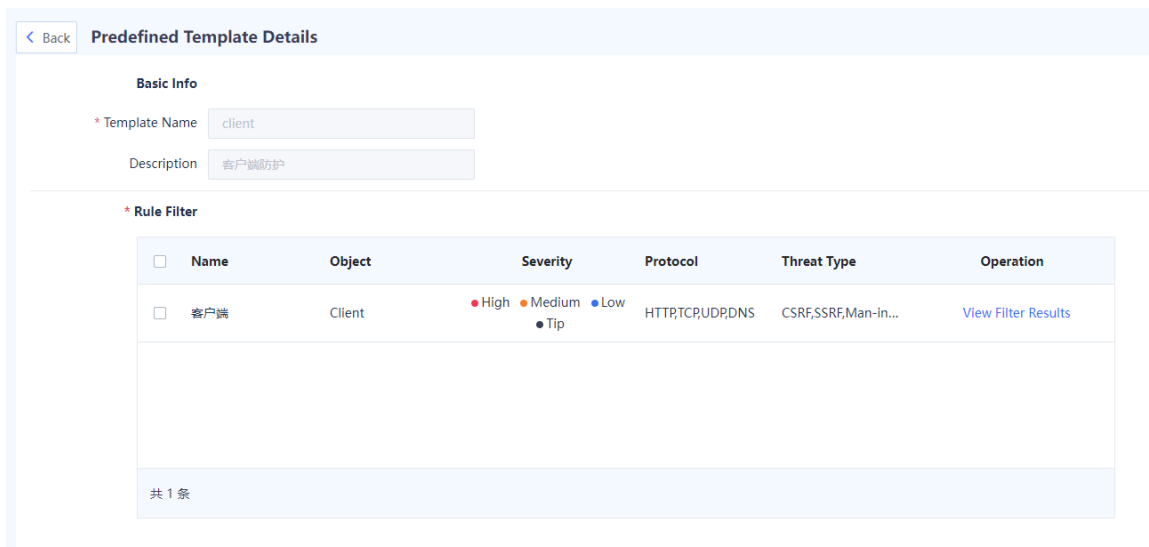 Back Predefined Template Details
Basic Info
* Template Name client
Description 客户端防护
* Rule Filter
Name Object Severity Protocol Threat Type Operation
客户端 Client High Medium Low HTTP,TCP,UDP,DNS CSRF,SSRF,Man-in... View Filter Results
Tip
共 1 条